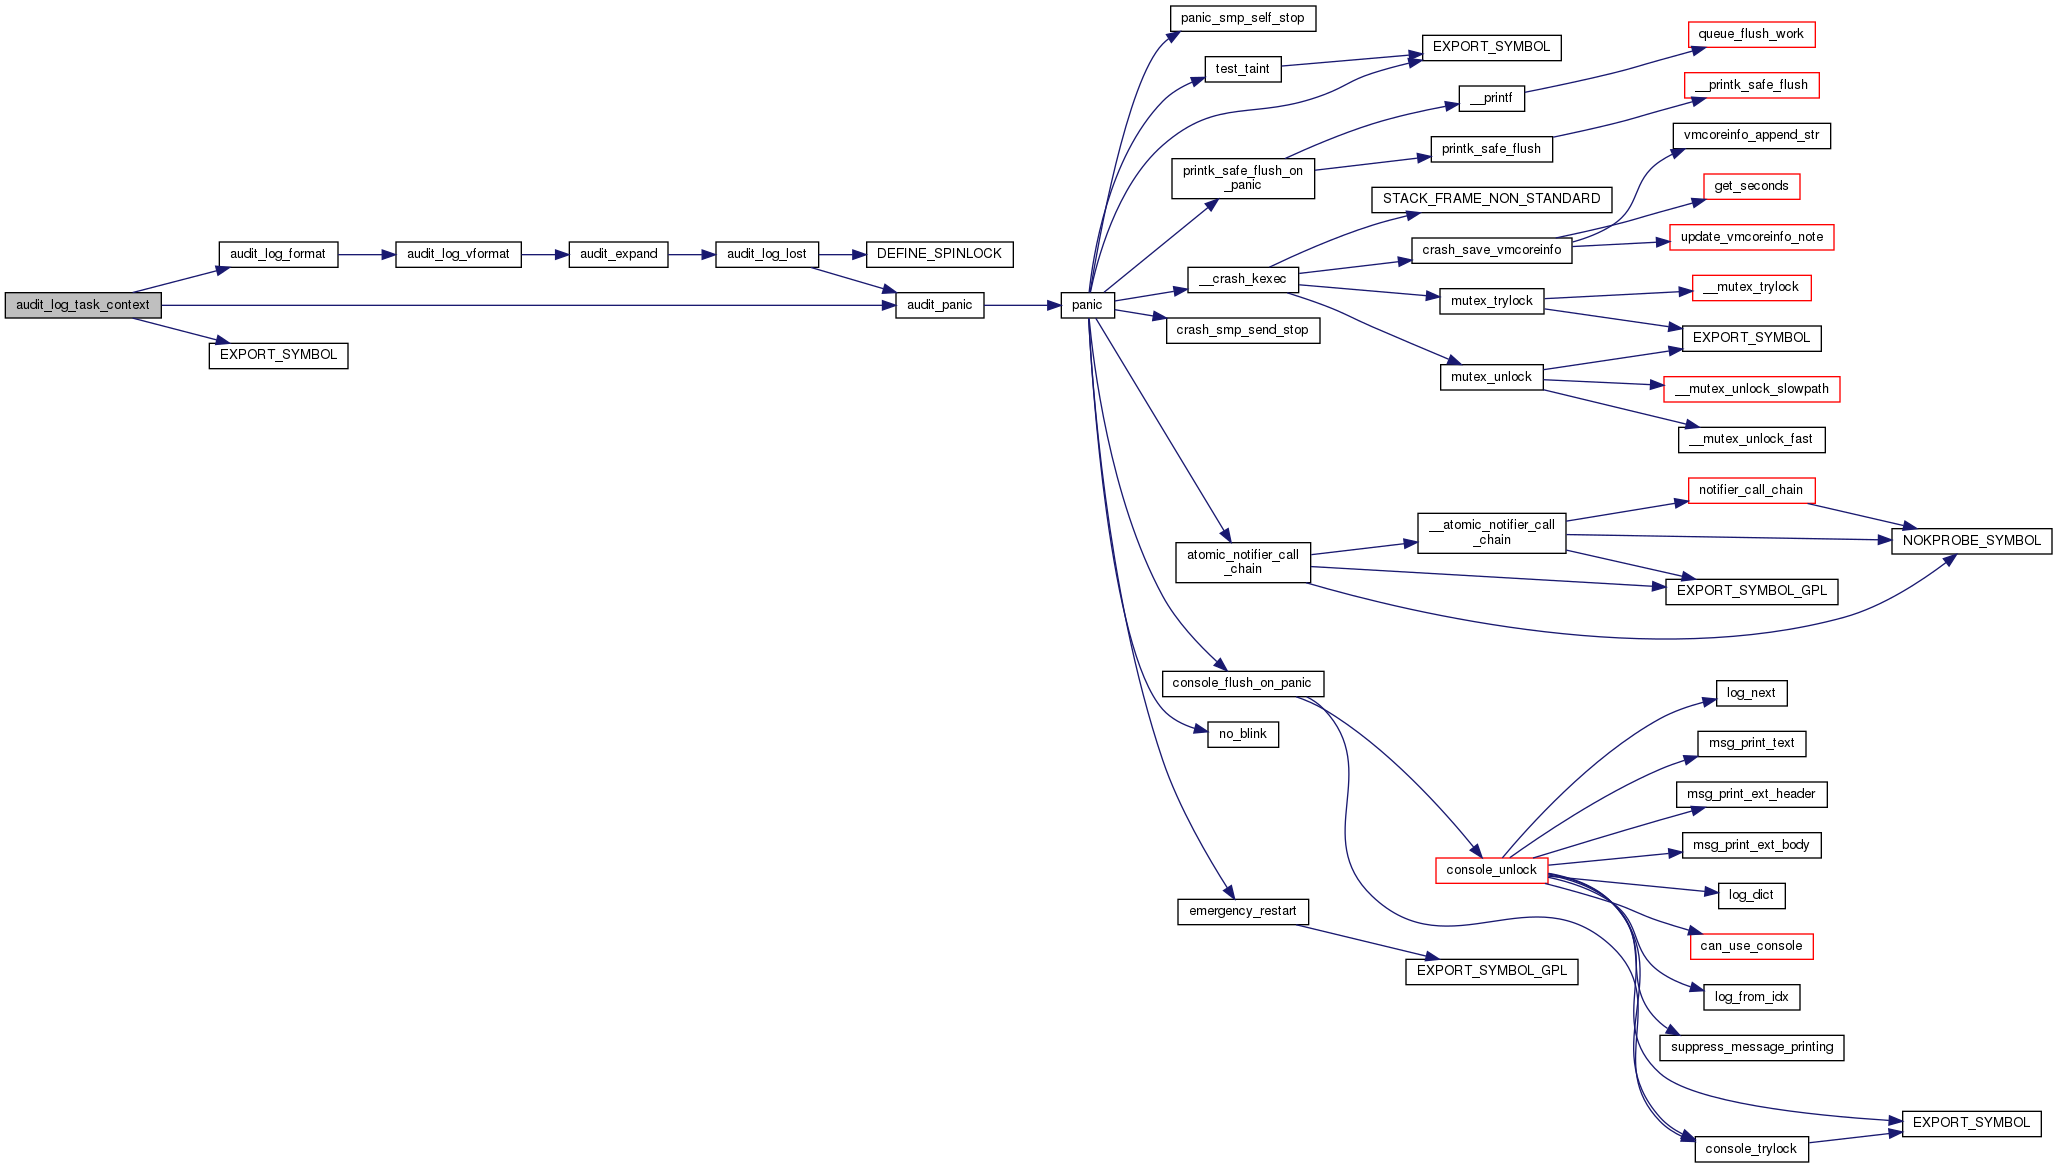 audit_log_task_context
audit_log_format
EXPORT_SYMBOL
audit_log_vformat
audit_expand
audit_log_lost
DEFINE_SPINLOCK
audit_panic
panic
panic_smp_self_stop
test_taint
EXPORT_SYMBOL
printk_safe_flush_on
_panic
__printf
queue_flush_work
printk_safe_flush
__printk_safe_flush
__crash_kexec
STACK_FRAME_NON_STANDARD
crash_save_vmcoreinfo
vmcoreinfo_append_str
get_seconds
update_vmcoreinfo_note
mutex_trylock
__mutex_trylock
EXPORT_SYMBOL
mutex_unlock
__mutex_unlock_slowpath
__mutex_unlock_fast
crash_smp_send_stop
atomic_notifier_call
_chain
__atomic_notifier_call
_chain
notifier_call_chain
NOKPROBE_SYMBOL
EXPORT_SYMBOL_GPL
console_flush_on_panic
no_blink
console_unlock
log_next
msg_print_text
msg_print_ext_header
msg_print_ext_body
log_dict
can_use_console
log_from_idx
suppress_message_printing
EXPORT_SYMBOL
console_trylock
emergency_restart
EXPORT_SYMBOL_GPL